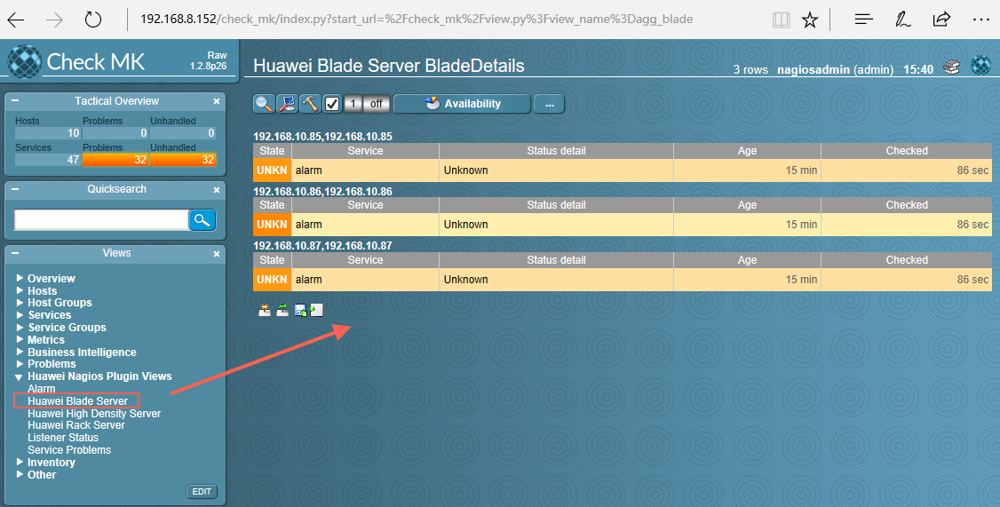 192.168.8.152/check_mk/index.py?start_url=%2Fcheck_mk%2Fview.py%3Fview_name%3Dagg_blade
Check MK
Raw
1.2.8p26
Tactical Overview
Hosts Problems Unhandled
10 0 0
Services Problems Unhandled
47 32 32
Quicksearch
Views
Overview
Hosts
Host Groups
Services
Service Groups
Metrics
Business Intelligence
Problems
Huawei Nagios Plugin Views
Alarm
Huawei Blade Server
Huawei High Density Server
Huawei Rack Server
Listener Status
Service Problems
Inventory
Other
EDIT
Huawei Blade Server BladeDetails
3 rows nagiosadmin (admin) 15:40
1 off Availability ...
192.168.10.85,192.168.10.85
State Service Status detail Age Checked
UNKN alarm Unknown 15 min 86 sec
192.168.10.86,192.168.10.86
State Service Status detail Age Checked
UNKN alarm Unknown 15 min 86 sec
192.168.10.87,192.168.10.87
State Service Status detail Age Checked
UNKN alarm Unknown 15 min 86 sec